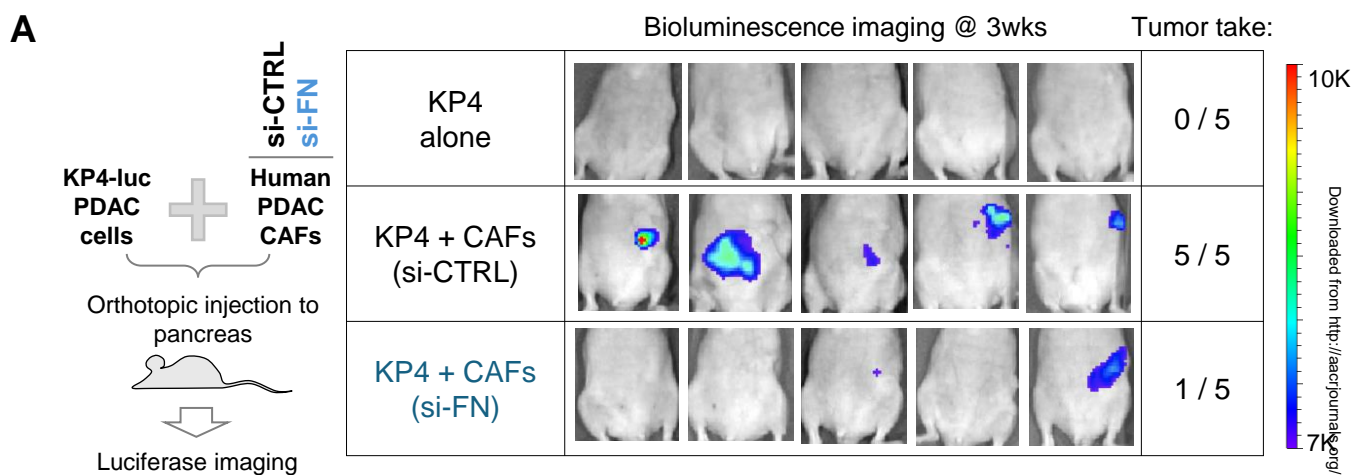 A
Bioluminescence imaging @ 3wks
Tumor take:
si-CTRL
si-FN
KP4-luc
PDAC
cells
Human
PDAC
CAFs
Orthotopic injection to
pancreas
Luciferase imaging
KP4
alone
0 / 5
KP4 + CAFs
(si-CTRL)
5 / 5
KP4 + CAFs
(si-FN)
1 / 5
10K
7K
Downloaded from http://aacrjournals.org/